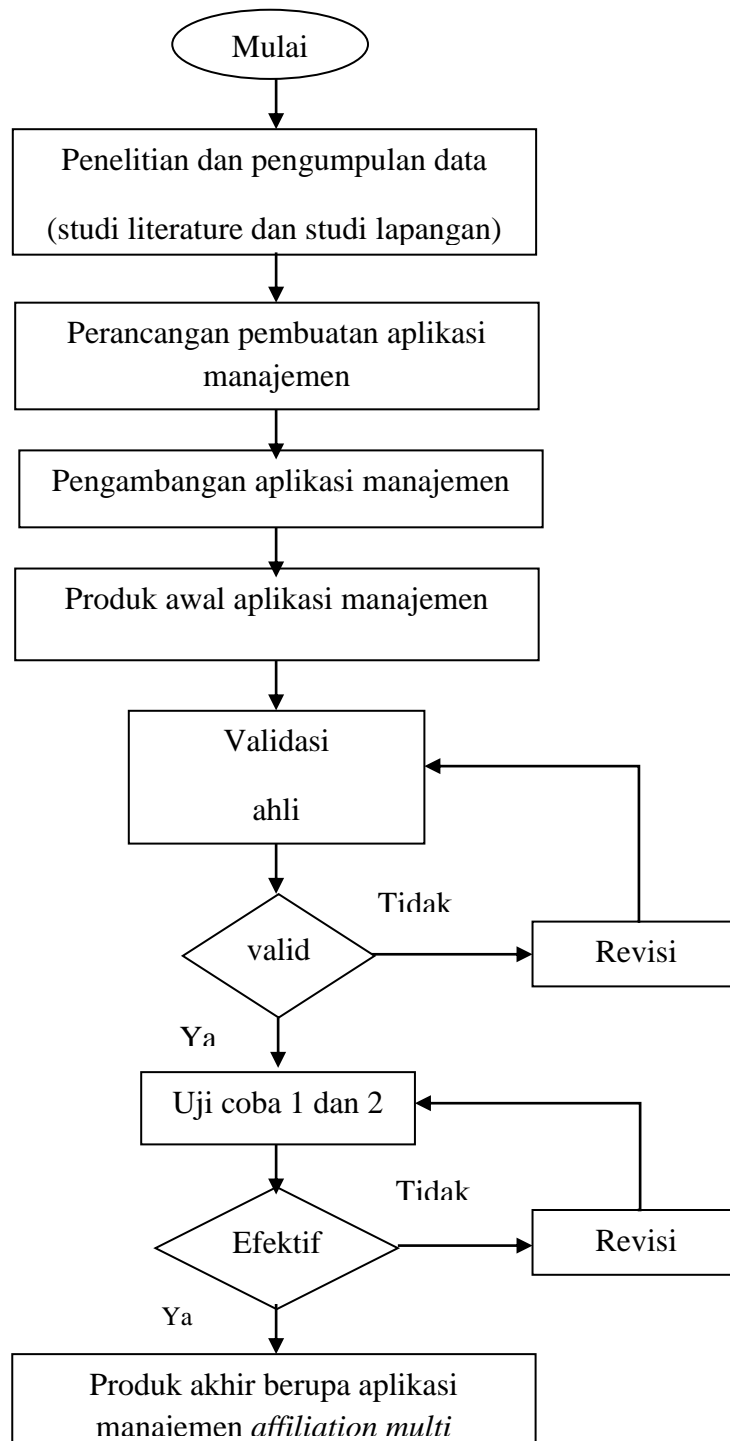 Mulai
Penelitian dan pengumpulan data
(studi literature dan studi lapangan)
Perancangan pembuatan aplikasi
manajemen
Pengambangan aplikasi manajemen
Produk awal aplikasi manajemen
Validasi
ahli
Tidak
valid
Revisi
Ya
Uji coba 1 dan 2
Tidak
Efektif
Revisi
Ya
Produk akhir berupa aplikasi
manajemen affiliation multi